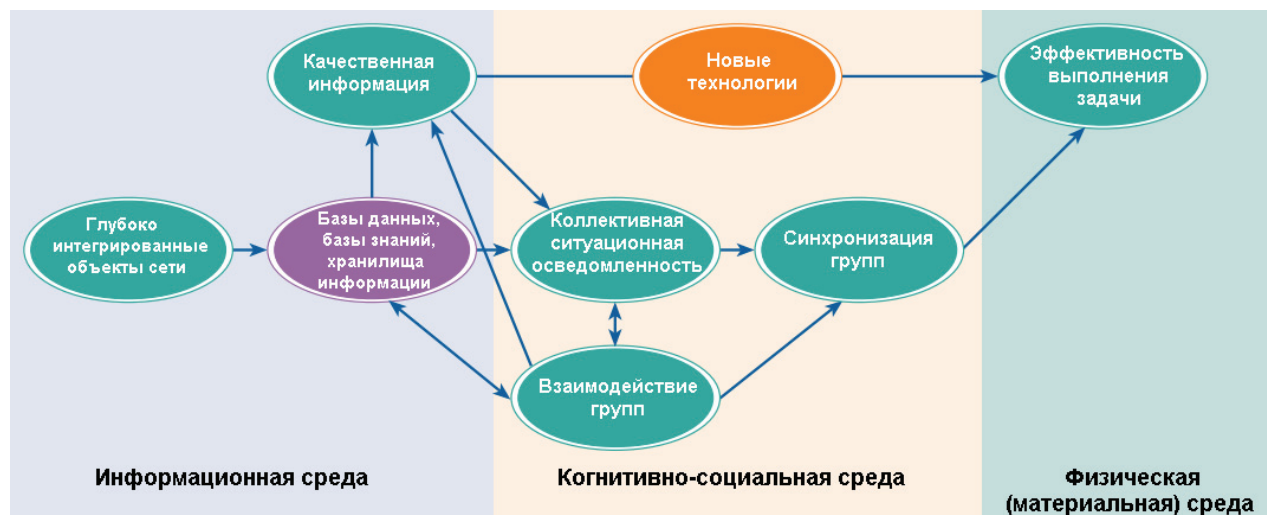 Качественная
информация
Новые
технологии
Эффективность
выполнения
задачи
Глубоко
интегрированные
объекты сети
Базы данных,
базы знаний,
хранилища
информации
Коллективная
ситуационная
осведомленность
Синхронизация
групп
Взаимодействие
групп
Информационная среда
Когнитивно-социальная среда
Физическая
(материальная) среда